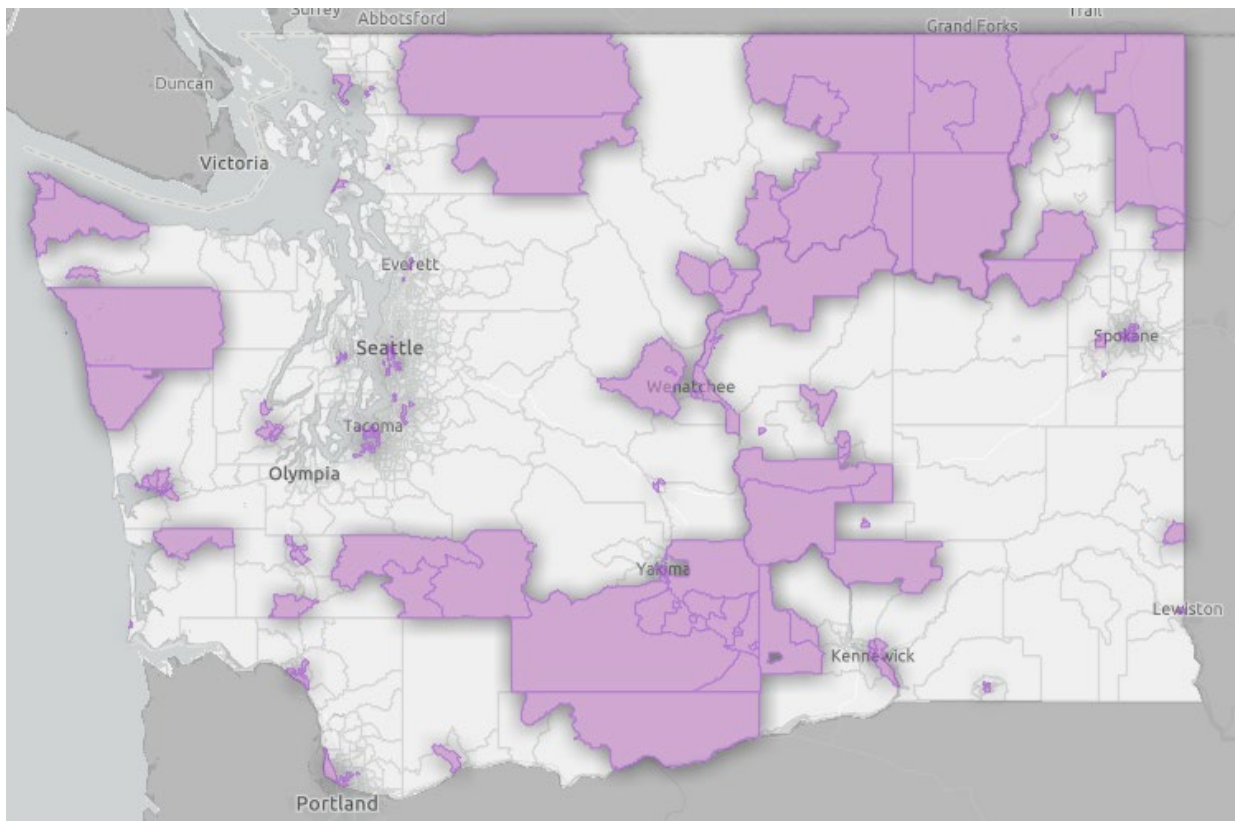 Surrey
Abbotsford
Trail
Grand Forks
Duncan
Victoria
Everett
Seattle
Spokane
Wenatchee
Tacoma
Olympia
Yakima
Lewiston
Kennewick
Portland